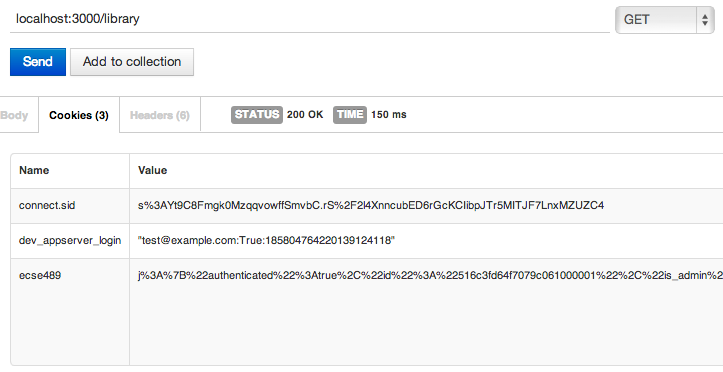 localhost:3000/library GET
Send Add to collection
Body Cookies (3) Headers (6) STATUS 200 OK TIME 150 ms
Name Value
connect.sid s%3AYt9C8Fmgk0MzqqvowffSmvbC.rS%2F2l4XnncubED6rGcKClibpJTr5MITJF7LnxMZUZC4
dev_appserver_login "test@example.com:True:185804764220139124118"
ecse489 j%3A%7B%22authenticated%22%3Atrue%2C%22id%22%3A%22516c3fd64f7079c061000001%22%2C%22is_admin%2